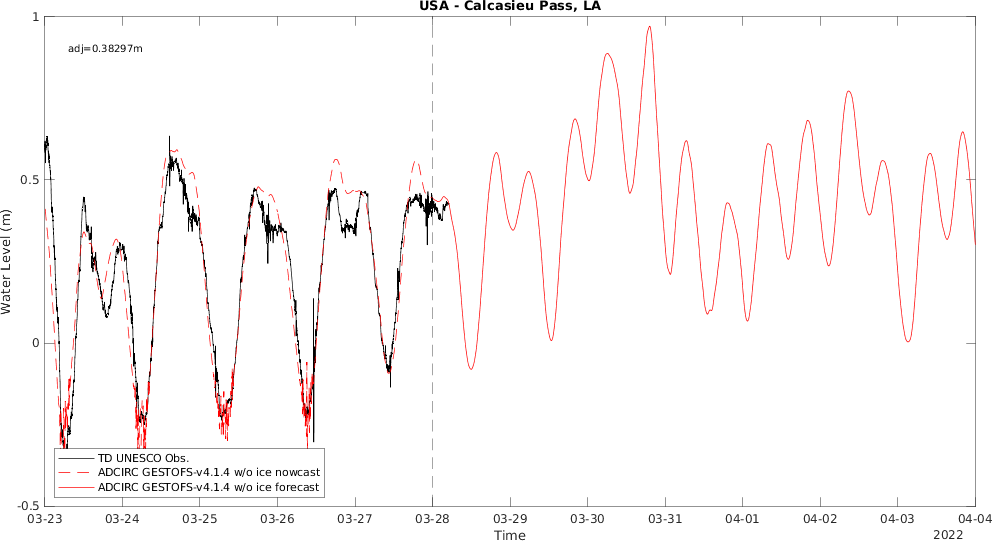 USA - Calcasieu Pass, LA
adj=0.38297m
Water Level (m)
1
0.5
0
-0.5
TD UNESCO Obs.
ADCIRC GESTOFS-v4.1.4 w/o ice nowcast
ADCIRC GESTOFS-v4.1.4 w/o ice forecast
03-23 03-24 03-25 03-26 03-27 03-28 03-29 03-30 03-31 04-01 04-02 04-03 04-04
Time
2022